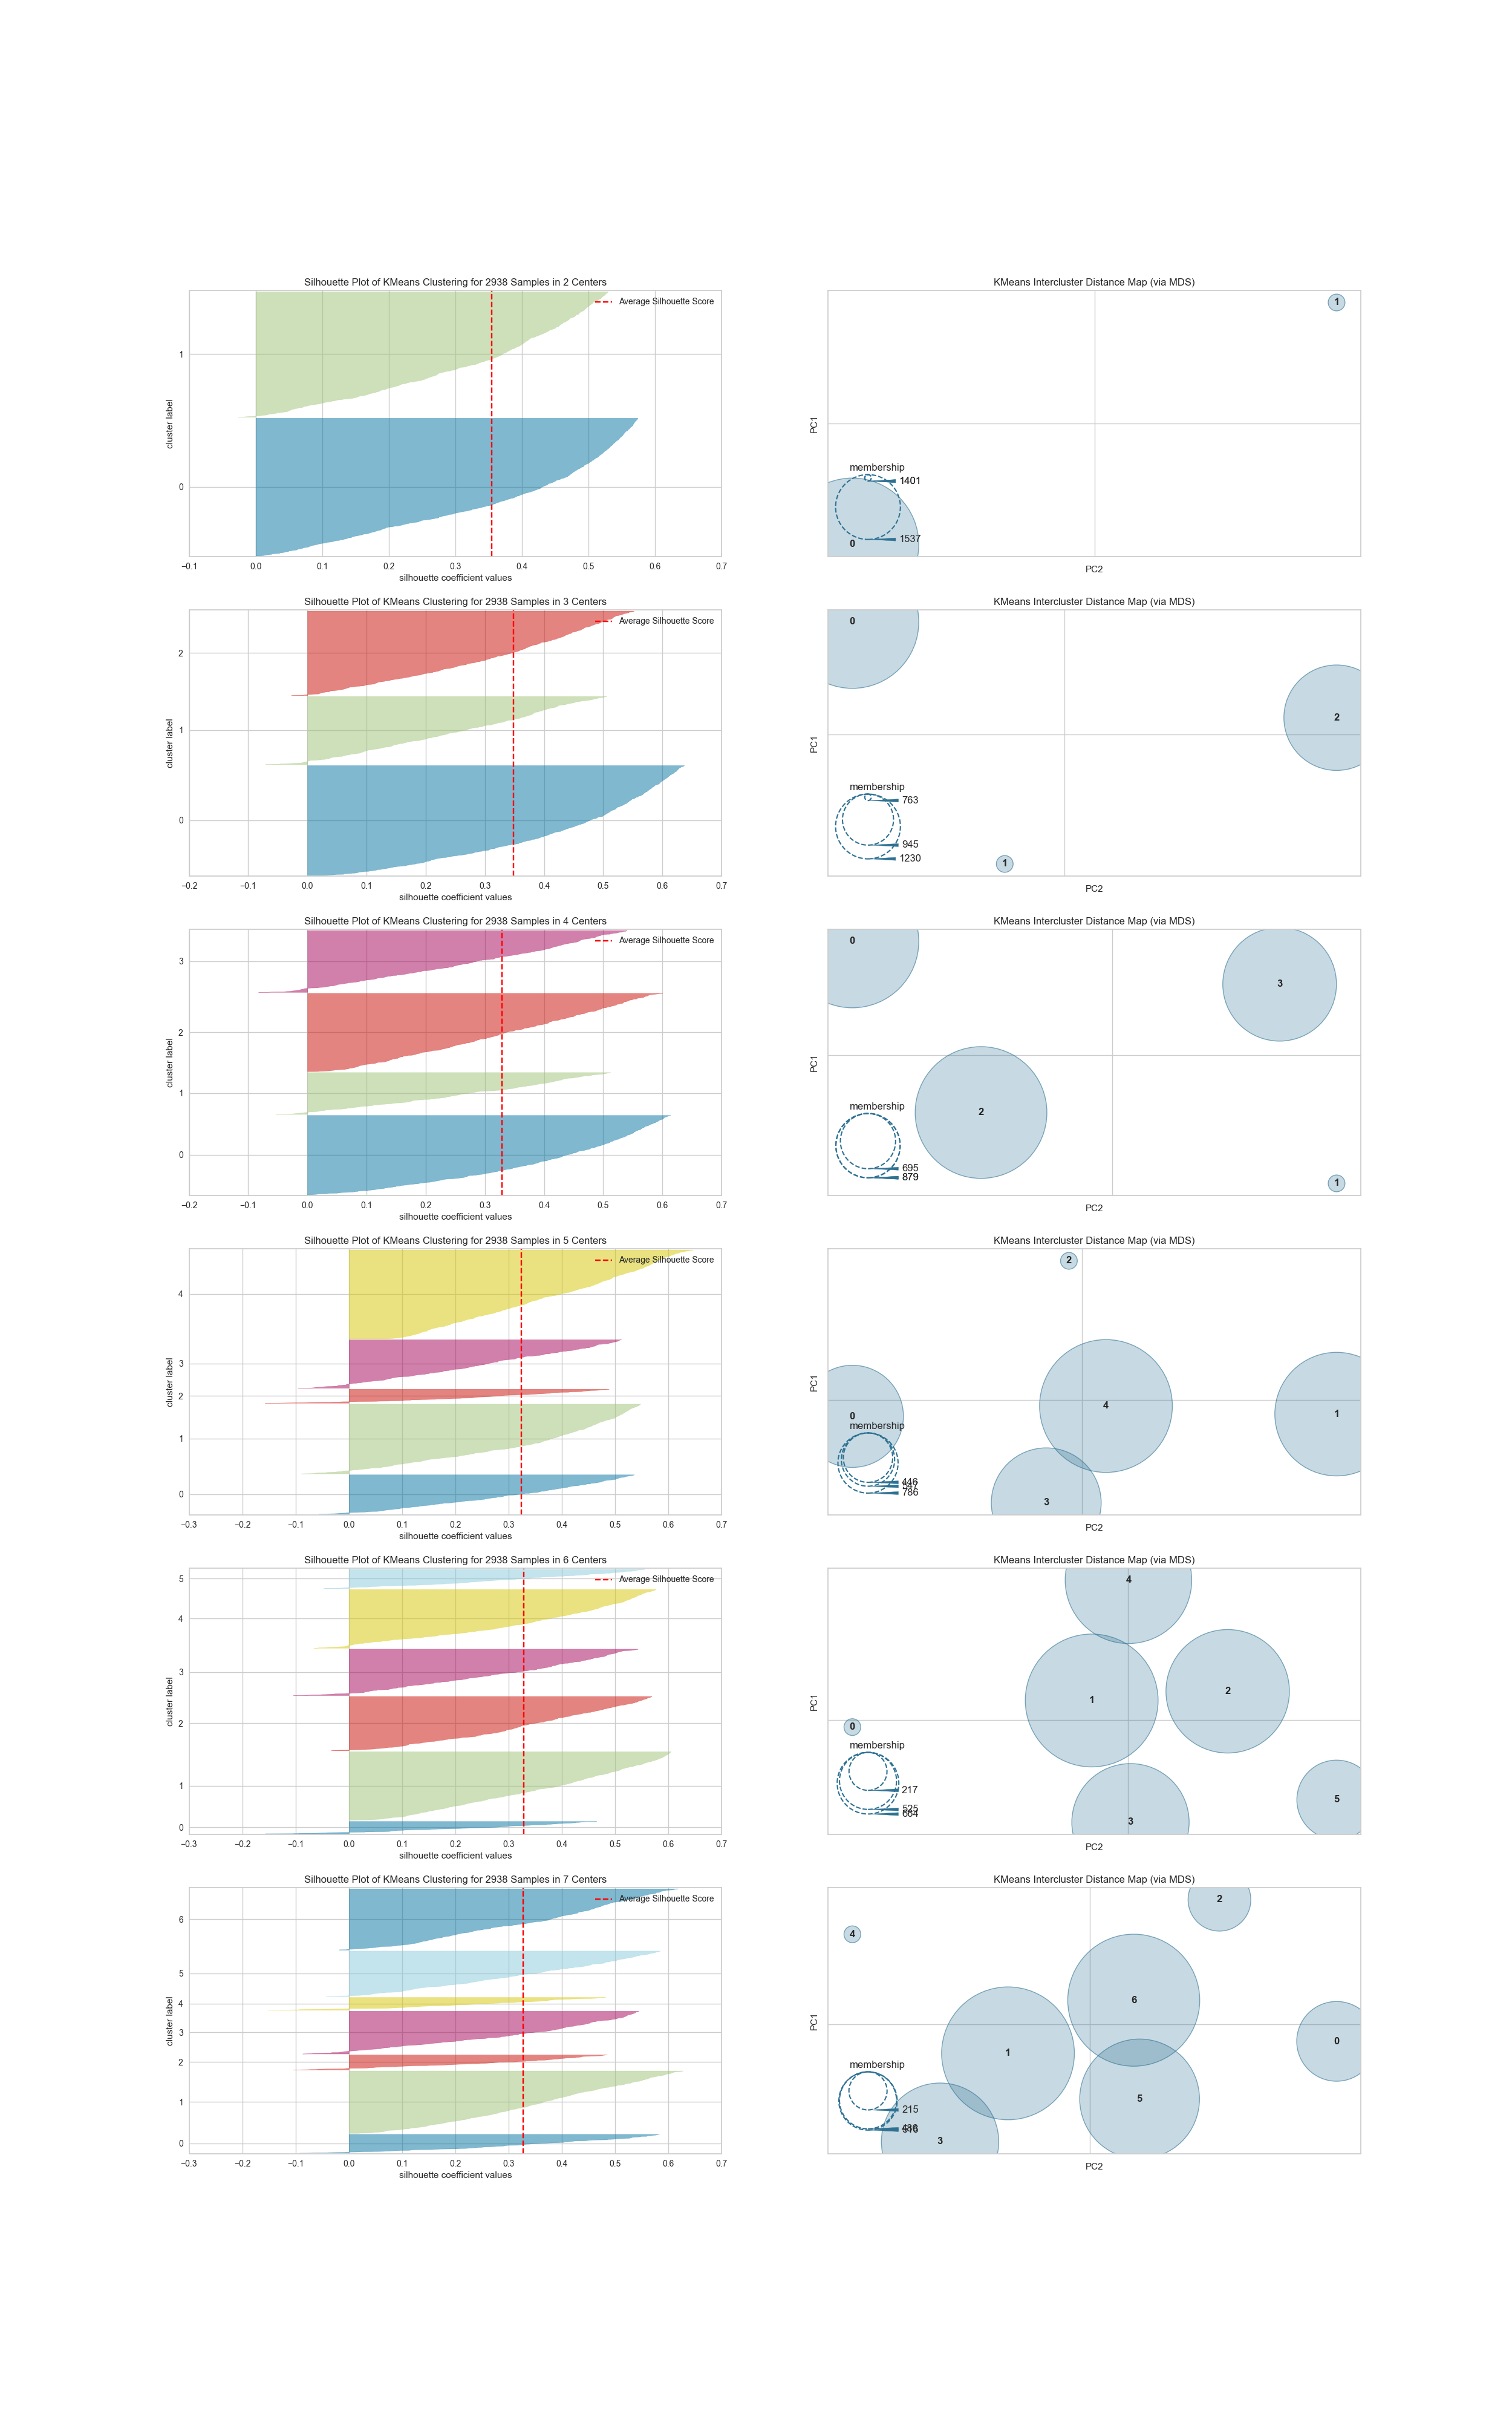 Silhouette Plot of KMeans Clustering for 2938 Samples in 2 Centers
Average Silhouette Score
1
0
cluster label
−0.1 0.0 0.1 0.2 0.3 0.4 0.5 0.6 0.7
silhouette coefficient values
KMeans Intercluster Distance Map (via MDS)
1
PC1
membership
1401
1537
0
PC2
Silhouette Plot of KMeans Clustering for 2938 Samples in 3 Centers
Average Silhouette Score
2
1
0
cluster label
−0.2 −0.1 0.0 0.1 0.2 0.3 0.4 0.5 0.6 0.7
silhouette coefficient values
KMeans Intercluster Distance Map (via MDS)
0
2
PC1
membership
763
945
1230
1
PC2
Silhouette Plot of KMeans Clustering for 2938 Samples in 4 Centers
Average Silhouette Score
3
2
1
0
cluster label
−0.2 −0.1 0.0 0.1 0.2 0.3 0.4 0.5 0.6 0.7
silhouette coefficient values
KMeans Intercluster Distance Map (via MDS)
0
3
PC1
2
membership
695
879
1
PC2
Silhouette Plot of KMeans Clustering for 2938 Samples in 5 Centers
Average Silhouette Score
4
3
2
1
0
cluster label
−0.3 −0.2 −0.1 0.0 0.1 0.2 0.3 0.4 0.5 0.6 0.7
silhouette coefficient values
KMeans Intercluster Distance Map (via MDS)
2
PC1
4
1
0
membership
446
786
3
PC2
Silhouette Plot of KMeans Clustering for 2938 Samples in 6 Centers
Average Silhouette Score
5
4
3
2
1
0
cluster label
−0.3 −0.2 −0.1 0.0 0.1 0.2 0.3 0.4 0.5 0.6 0.7
silhouette coefficient values
KMeans Intercluster Distance Map (via MDS)
4
2
1
PC1
0
membership
217
525
5
3
PC2
Silhouette Plot of KMeans Clustering for 2938 Samples in 7 Centers
Average Silhouette Score
6
5
4
3
2
1
0
cluster label
−0.3 −0.2 −0.1 0.0 0.1 0.2 0.3 0.4 0.5 0.6 0.7
silhouette coefficient values
KMeans Intercluster Distance Map (via MDS)
2
4
6
PC1
0
1
membership
5
215
3
PC2